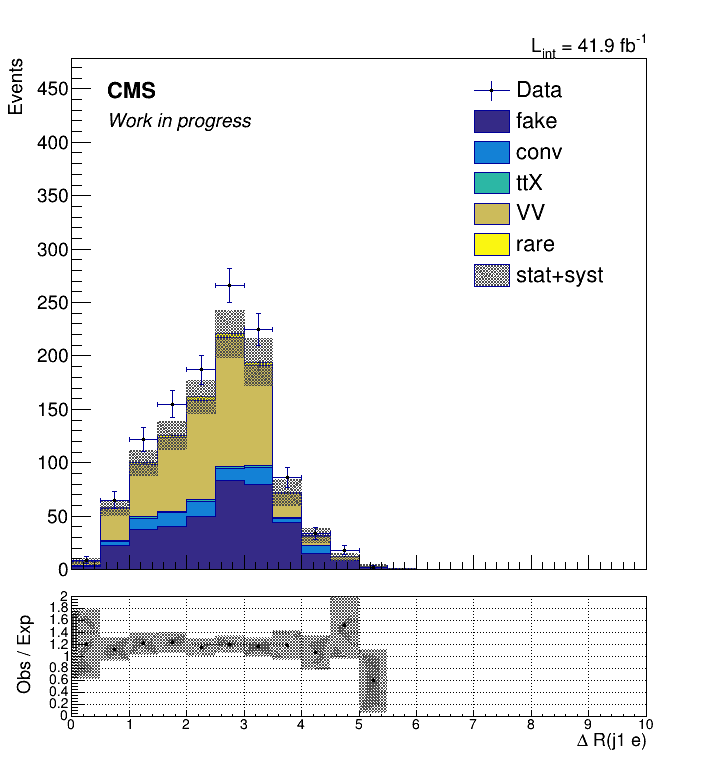 L_int = 41.9 fb^-1
Events
CMS
Work in progress
Data
fake
conv
ttX
VV
rare
stat+syst
450
400
350
300
250
200
150
100
50
0
Obs / Exp
2
1.8
1.6
1.4
1.2
1
0.8
0.6
0.4
0.2
0
0 1 2 3 4 5 6 7 8 9 10
Δ R(j1 e)